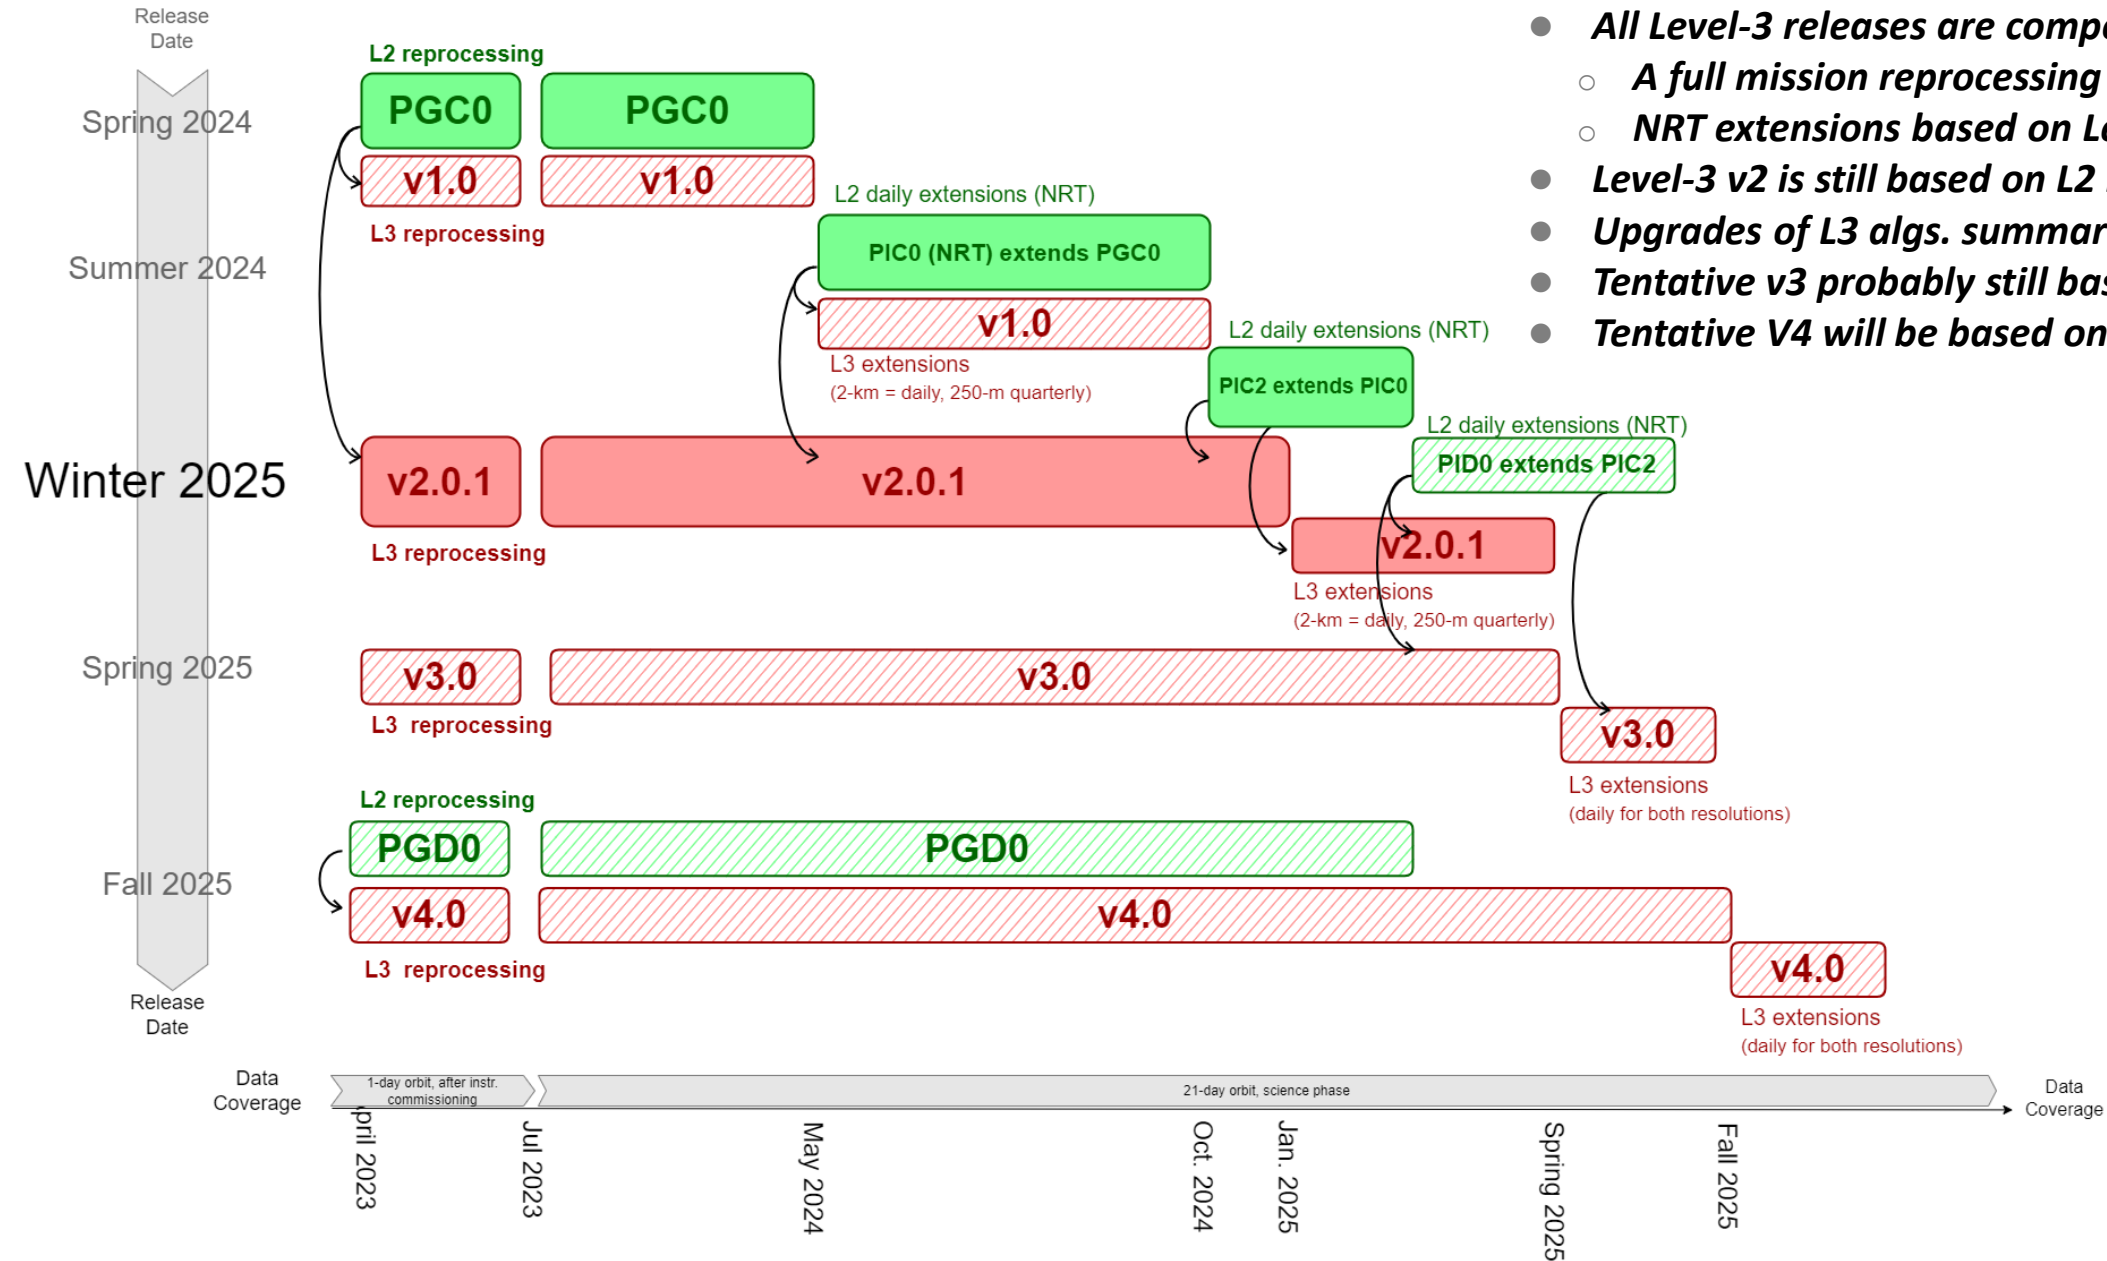 Release
Date
L2 reprocessing
PGC0
PGC0
Spring 2024
v1.0
v1.0
L3 reprocessing
L2 daily extensions (NRT)
PIC0 (NRT) extends PGC0
Summer 2024
v1.0
L3 extensions
(2-km = daily, 250-m quarterly)
L2 daily extensions (NRT)
PIC2 extends PIC0
L2 daily extensions (NRT)
PID0 extends PIC2
Winter 2025
v2.0.1
v2.0.1
L3 reprocessing
v2.0.1
L3 extensions
(2-km = daily, 250-m quarterly)
Spring 2025
v3.0
v3.0
L3 reprocessing
v3.0
L3 extensions
(daily for both resolutions)
L2 reprocessing
PGD0
PGD0
Fall 2025
v4.0
v4.0
L3 reprocessing
v4.0
L3 extensions
(daily for both resolutions)
Release
Date
Data
Coverage
1-day orbit, after instr.
commissioning
21-day orbit, science phase
Data
Coverage
pril 2023
Jul 2023
May 2024
Oct. 2024
Jan. 2025
Spring 2025
Fall 2025
All Level-3 releases are
A full mission reprocessing
NRT extensions based on
Level-3 v2 is still based on L2
Upgrades of L3 algs.
Tentative v3 probably still
Tentative V4 will be based on